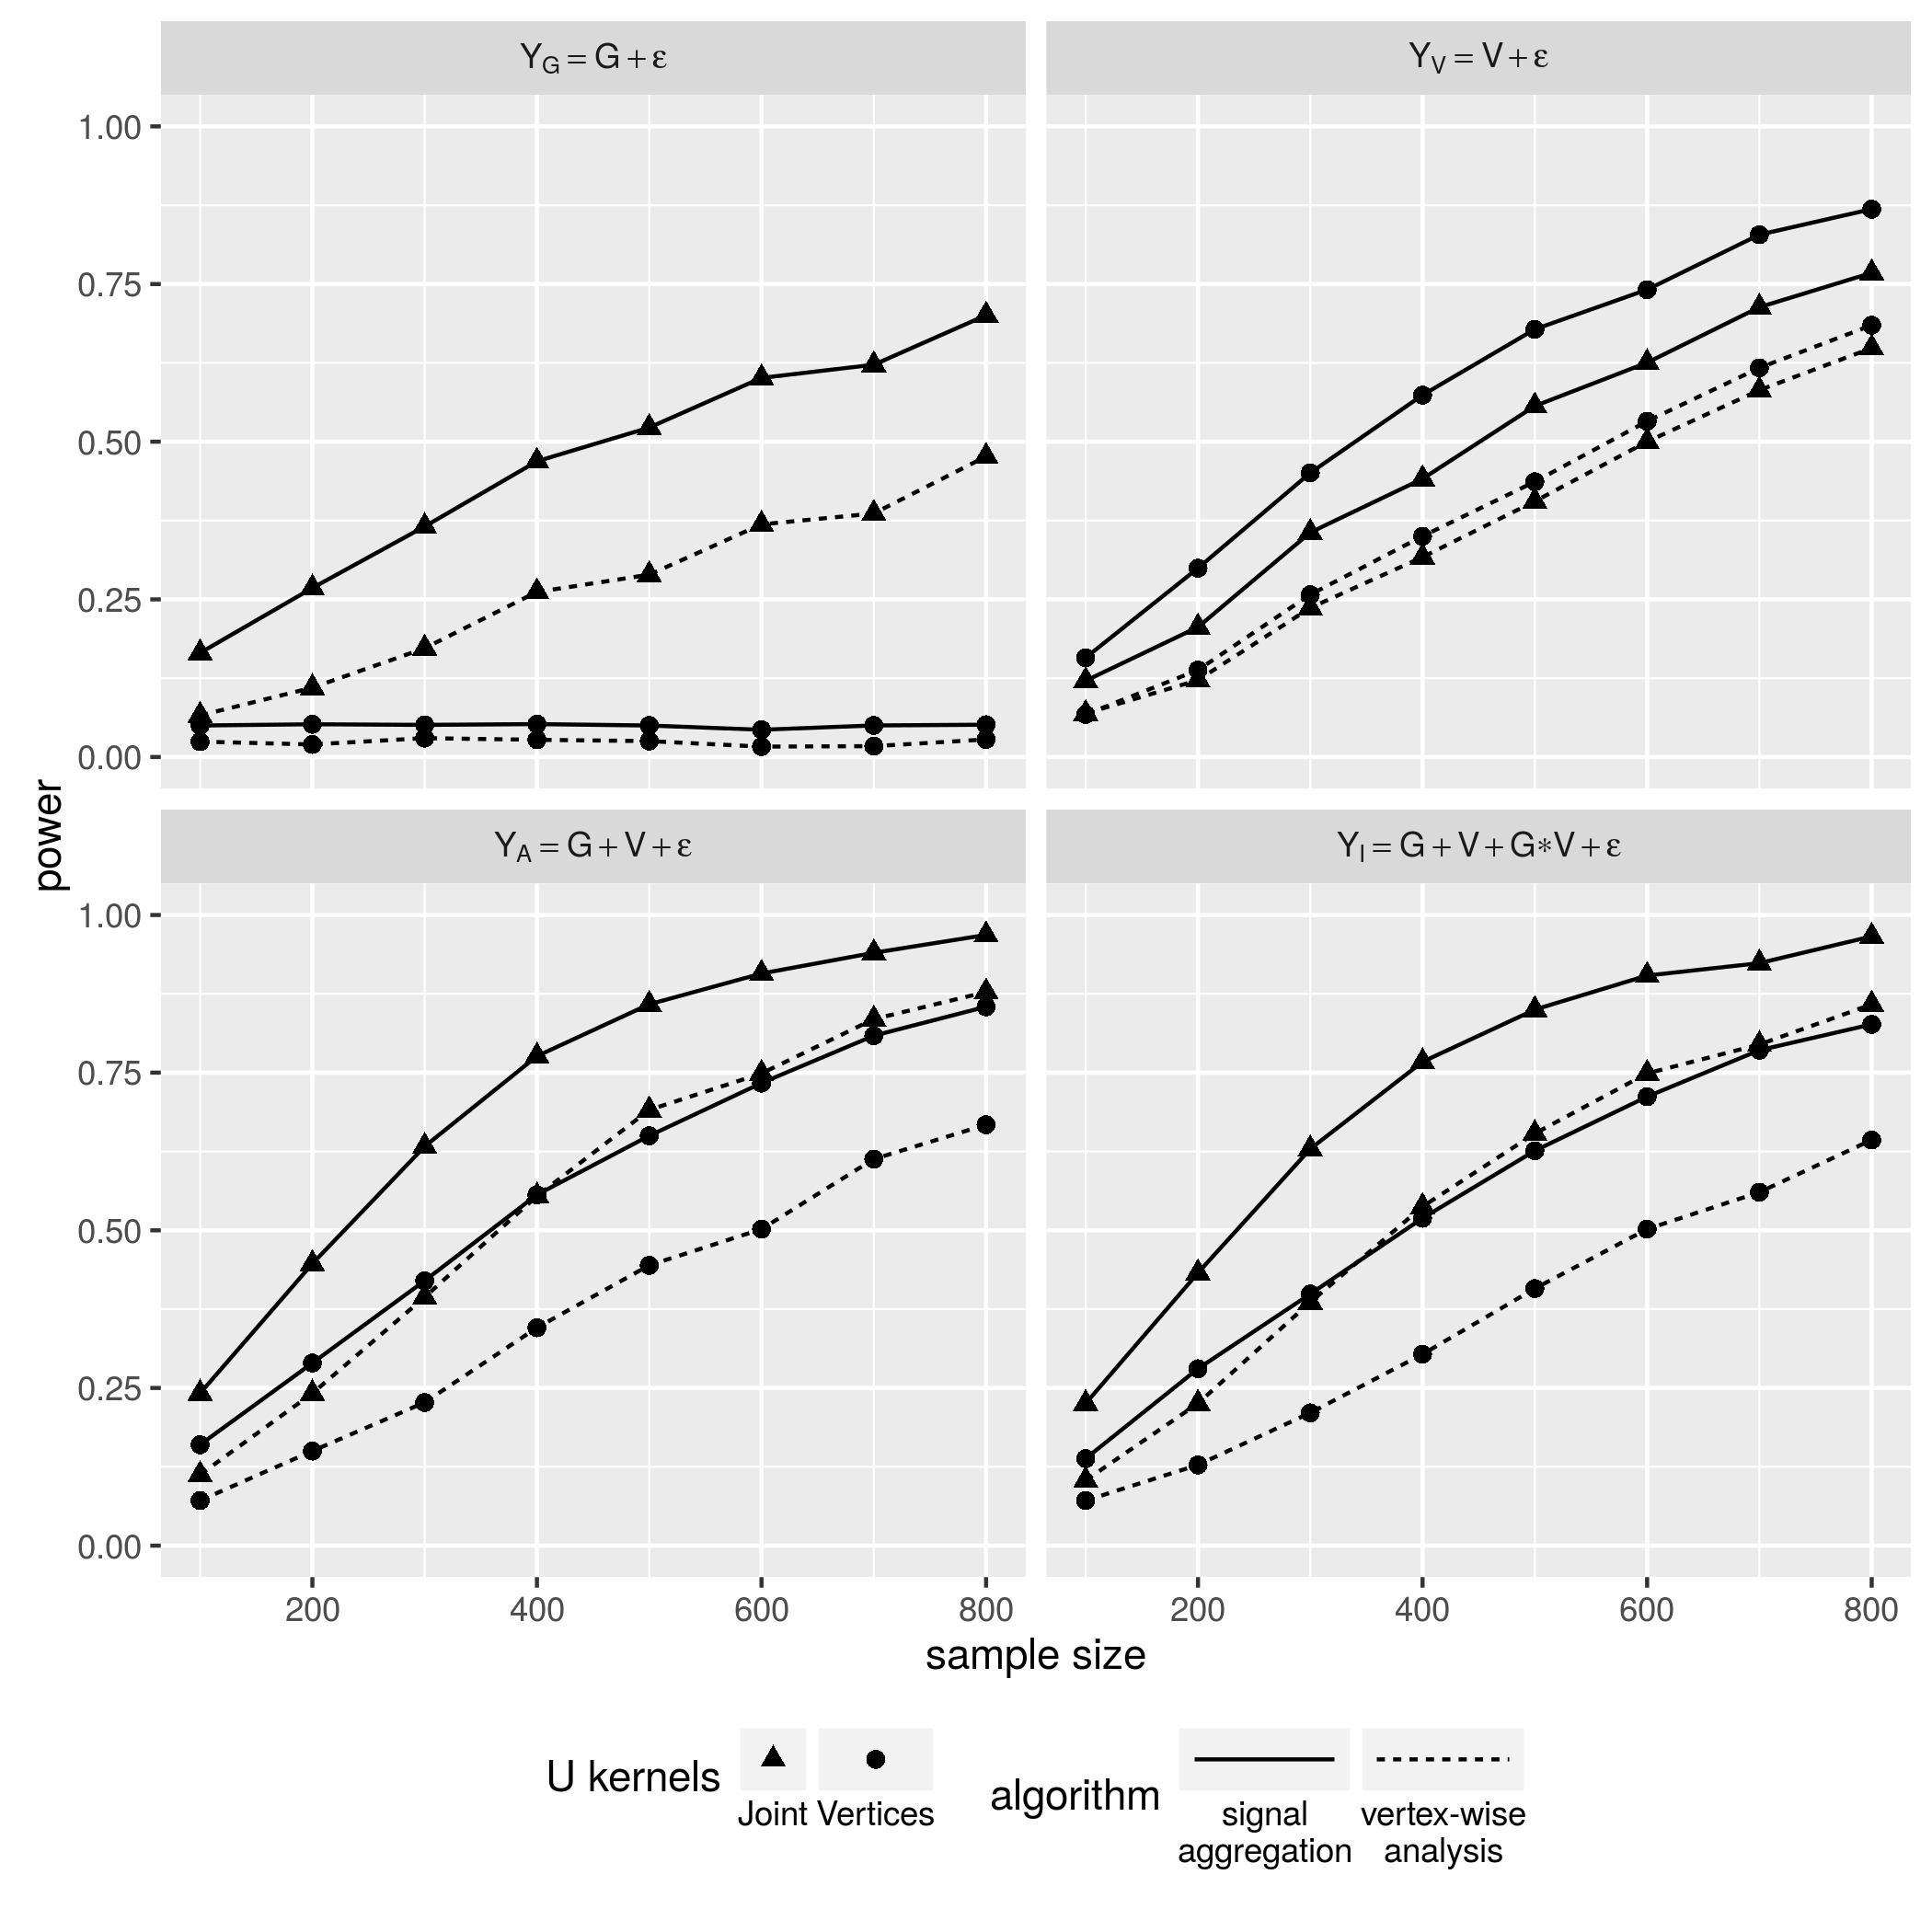 Y_G = G + ε
Y_V = V + ε
1.00
0.75
0.50
0.25
0.00
power
Y_A = G + V + ε
Y_I = G + V + G∗V + ε
1.00
0.75
0.50
0.25
0.00
200 400 600 800
200 400 600 800
sample size
U kernels
Joint Vertices
algorithm
signal
aggregation
vertex-wise
analysis